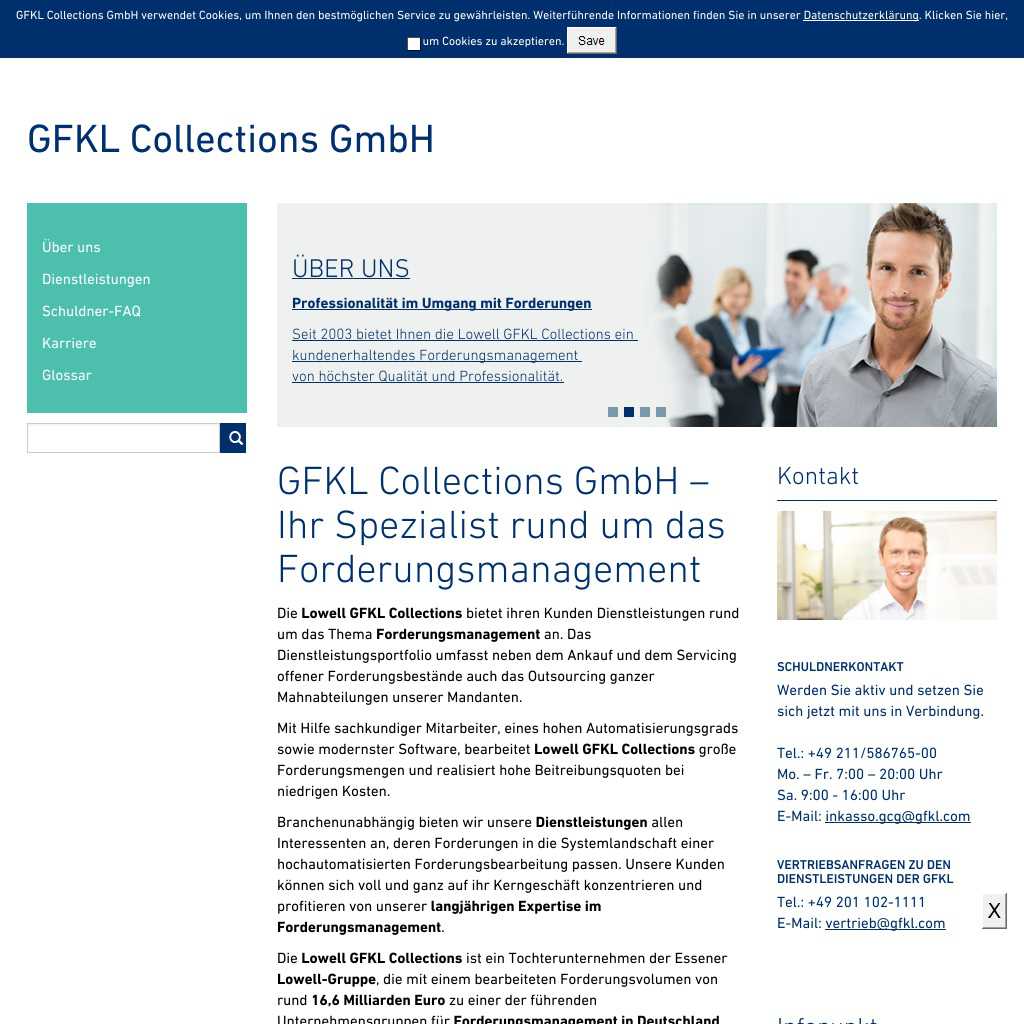 GFKL Collections GmbH verwendet Cookies, um Ihnen den bestmöglichen Service zu gewährleisten. Weiterführende Informationen finden Sie in unserer Datenschutzerklärung. Klicken Sie hier,
um Cookies zu akzeptieren. Save
GFKL Collections GmbH
Über uns
Dienstleistungen
Schuldner-FAQ
Karriere
Glossar
ÜBER UNS
Professionalität im Umgang mit Forderungen
Seit 2003 bietet Ihnen die Lowell GFKL Collections ein
kundenerhaltendes Forderungsmanagement
von höchster Qualität und Professionalität.
GFKL Collections GmbH –
Ihr Spezialist rund um das
Forderungsmanagement
Die Lowell GFKL Collections bietet ihren Kunden Dienstleistungen rund
um das Thema Forderungsmanagement an. Das
Dienstleistungsportfolio umfasst neben dem Ankauf und dem Servicing
offener Forderungsbestände auch das Outsourcing ganzer
Mahnabteilungen unserer Mandanten.
Mit Hilfe sachkundiger Mitarbeiter, eines hohen Automatisierungsgrads
sowie modernster Software, bearbeitet Lowell GFKL Collections große
Forderungsmengen und realisiert hohe Beitreibungsquoten bei
niedrigen Kosten.
Branchenunabhängig bieten wir unsere Dienstleistungen allen
Interessenten an, deren Forderungen in die Systemlandschaft einer
hochautomatisierten Forderungsbearbeitung passen. Unsere Kunden
können sich voll und ganz auf ihr Kerngeschäft konzentrieren und
profitieren von unserer langjährigen Expertise im
Forderungsmanagement.
Die Lowell GFKL Collections ist ein Tochterunternehmen der Essener
Lowell-Gruppe, die mit einem bearbeiteten Forderungsvolumen von
rund 16,6 Milliarden Euro zu einer der führenden
Unternehmensgruppen für Forderungsmanagement in Deutschland
Kontakt
SCHULDNERKONTAKT
Werden Sie aktiv und setzen Sie
sich jetzt mit uns in Verbindung.
Tel.: +49 211/586765-00
Mo. – Fr. 7:00 – 20:00 Uhr
Sa. 9:00 - 16:00 Uhr
E-Mail: inkasso.gcg@gfkl.com
VERTRIEBSANFRAGEN ZU DEN
DIENSTLEISTUNGEN DER GFKL
Tel.: +49 201 102-1111
E-Mail: vertrieb@gfkl.com
X
Infopunkt